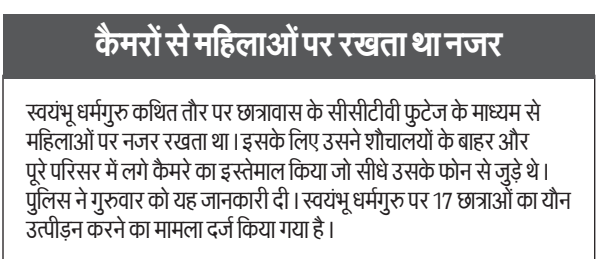 कैमरों से महिलाओं पर रखता था नजर
स्वयंभू धर्मगुरु कथित तौर पर छात्रावास के सीसीटीवी फुटेज के माध्यम से
महिलाओं पर नजर रखता था। इसके लिए उसने शौचालयों के बाहर और
पूरे परिसर में लगे कैमरे का इस्तेमाल किया जो सीधे उसके फोन से जुड़े थे।
पुलिस ने गुरुवार को यह जानकारी दी। स्वयंभू धर्मगुरु पर 17 छात्राओं का यौन
उत्पीड़न करने का मामला दर्ज किया गया है।